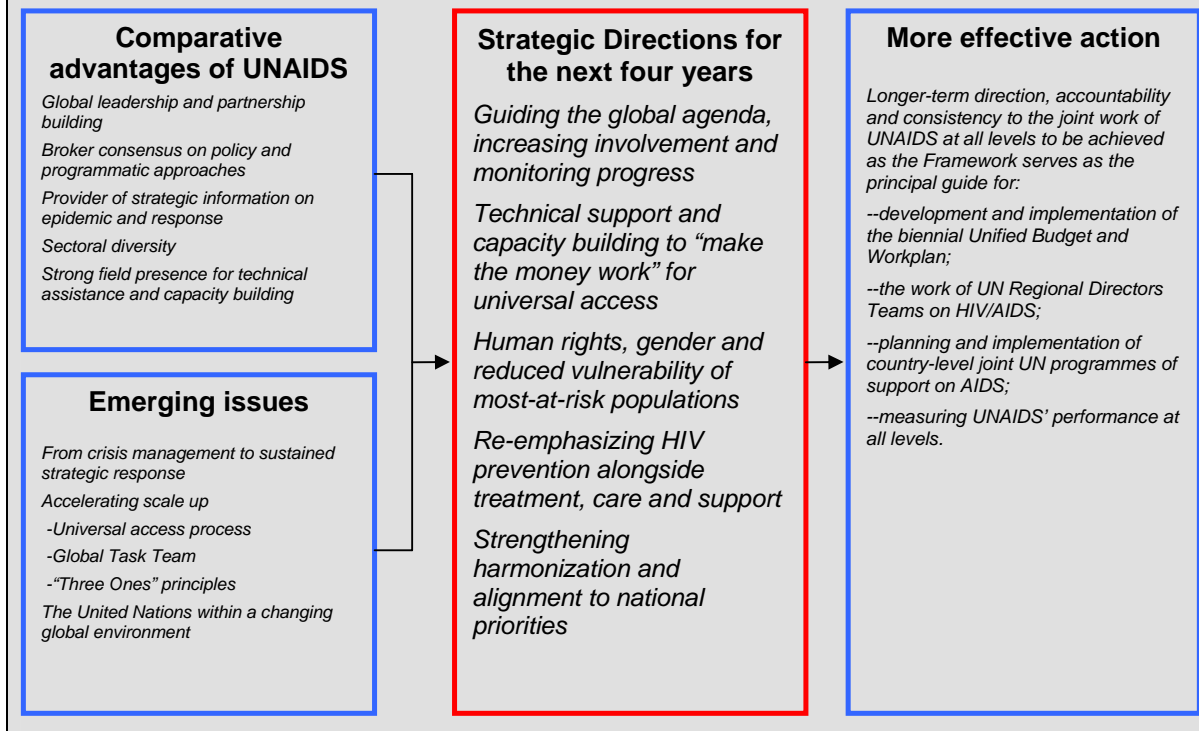 Comparative
advantages of UNAIDS
Global leadership and partnership
building
Broker consensus on policy and
programmatic approaches
Provider of strategic information on
epidemic and response
Sectoral diversity
Strong field presence for technical
assistance and capacity building
Emerging issues
From crisis management to sustained
strategic response
Accelerating scale up
-Universal access process
-Global Task Team
-“Three Ones” principles
The United Nations within a changing
global environment
Strategic Directions for
the next four years
Guiding the global agenda,
increasing involvement and
monitoring progress
Technical support and
capacity building to “make
the money work” for
universal access
Human rights, gender and
reduced vulnerability of
most-at-risk populations
Re-emphasizing HIV
prevention alongside
treatment, care and support
Strengthening
harmonization and
alignment to national
priorities
More effective action
Longer-term direction, accountability
and consistency to the joint work of
UNAIDS at all levels to be achieved
as the Framework serves as the
principal guide for:
--development and implementation of
the biennial Unified Budget and
Workplan;
--the work of UN Regional Directors
Teams on HIV/AIDS;
--planning and implementation of
country-level joint UN programmes of
support on AIDS;
--measuring UNAIDS’ performance at
all levels.